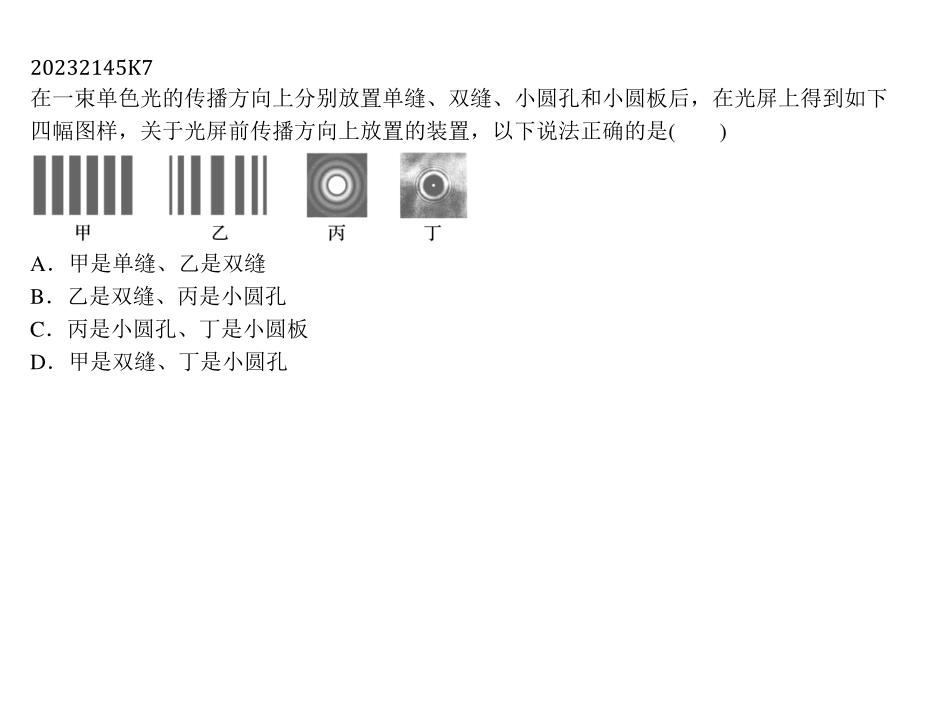 20232145K7
在一束单色光的传播方向上分别放置单缝、双缝、小圆孔和小圆板后，在光屏上得到如下
四幅图样，关于光屏前传播方向上放置的装置，以下说法正确的是(　　)
甲 乙 丙 丁
A．甲是单缝、乙是双缝
B．乙是双缝、丙是小圆孔
C．丙是小圆孔、丁是小圆板
D．甲是双缝、丁是小圆孔